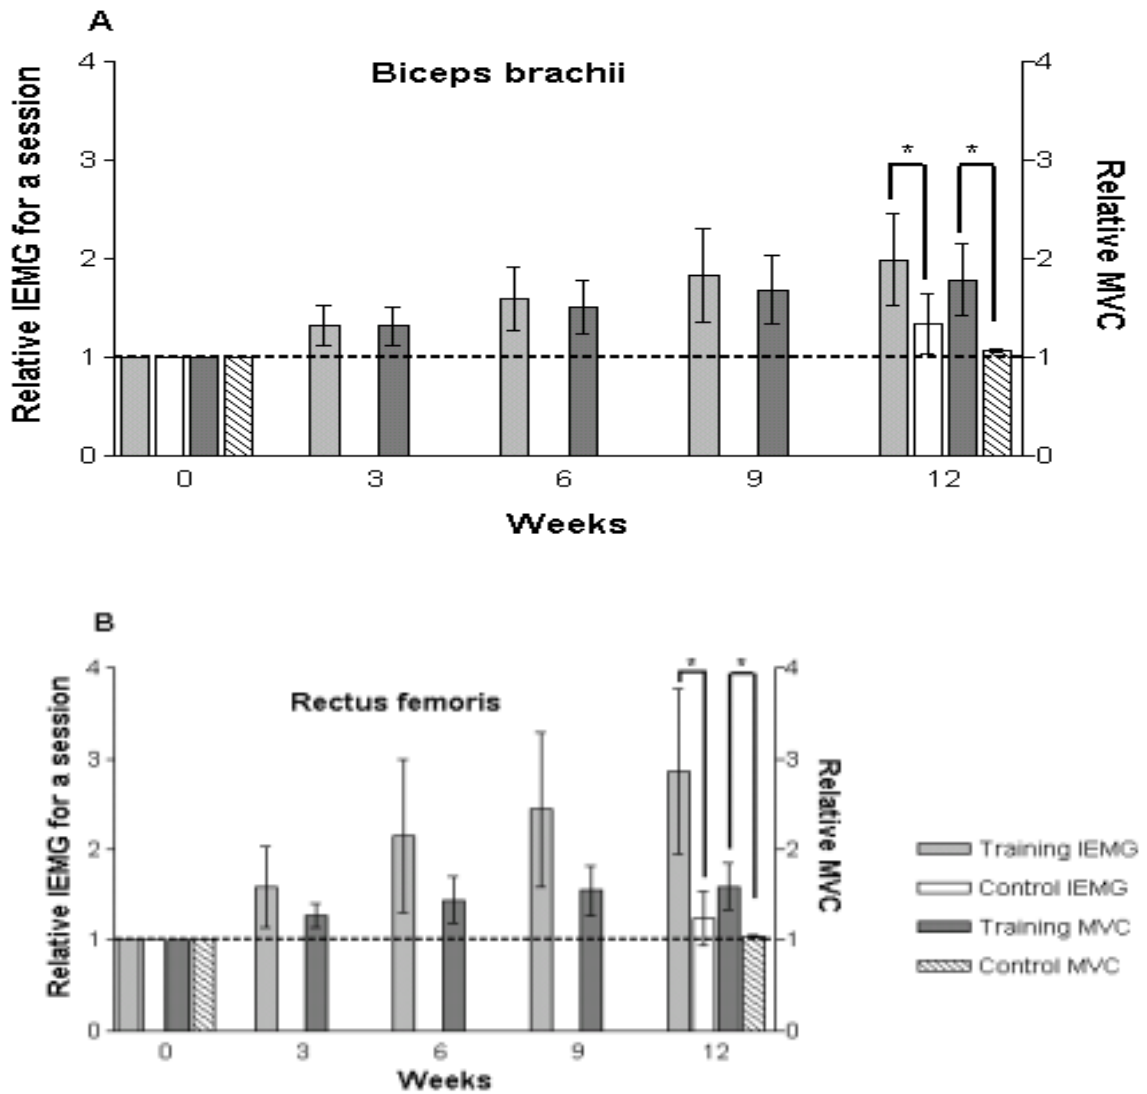 A
Biceps brachii
Relative IEMG for a session
4
3
2
1
0
4
3
2
1
0
Relative MVC
* *
0 3 6 9 12
Weeks
B
Rectus femoris
Relative IEMG for a session
4
3
2
1
0
4
3
2
1
0
Relative MVC
* *
0 3 6 9 12
Weeks
Training IEMG
Control IEMG
Training MVC
Control MVC